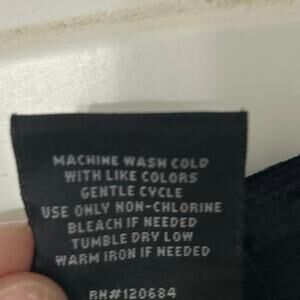 MACHINE WASH COLD
WITH LIKE COLORS
GENTLE CYCLE
USE ONLY NON-CHLORINE
BLEACH IF NEEDED
TUMBLE DRY LOW
WARM IRON IF NEEDED
RN#120684